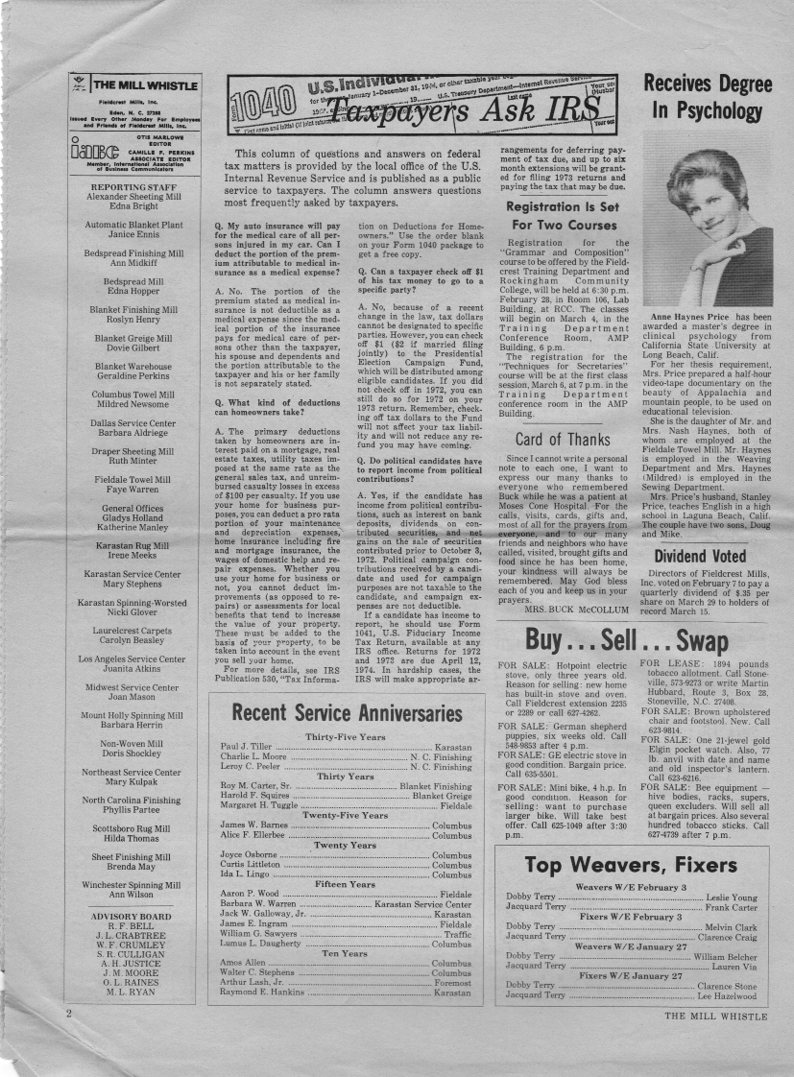 THE MILL WHISTLE
Fieldcrest Mills, Inc.
Eden, N. C. 27288
Issued Every Other Monday For Employees
and Friends of Fieldcrest Mills, Inc.
OTIS MARLOWE
EDITOR
CAMILLE F. PERKINS
ASSOCIATE EDITOR
iabc
Member, International Association
of Business Communicators
REPORTING STAFF
Alexander Sheeting Mill
Edna Bright
Automatic Blanket Plant
Janice Ennis
Bedspread Finishing Mill
Ann Midkiff
Bedspread Mill
Edna Hopper
Blanket Finishing Mill
Roslyn Henry
Blanket Greige Mill
Dovie Gilbert
Blanket Warehouse
Geraldine Perkins
Columbus Towel Mill
Mildred Newsome
Dallas Service Center
Barbara Aldriege
Draper Sheeting Mill
Ruth Minter
Fieldale Towel Mill
Faye Warren
General Offices
Gladys Holland
Katherine Manley
Karastan Rug Mill
Irene Meeks
Karastan Service Center
Mary Stephens
Karastan Spinning-Worsted
Nicki Glover
Laurelcrest Carpets
Carolyn Beasley
Los Angeles Service Center
Juanita Atkins
Midwest Service Center
Joan Mason
Mount Holly Spinning Mill
Barbara Herrin
Non-Woven Mill
Doris Shockley
Northeast Service Center
Mary Kulpak
North Carolina Finishing
Phyllis Partee
Scottsboro Rug Mill
Hilda Thomas
Sheet Finishing Mill
Brenda May
Winchester Spinning Mill
Ann Wilson
ADVISORY BOARD
R. F. BELL
J. L. CRABTREE
W. F. CRUMLEY
S. R. CULLIGAN
A. H. JUSTICE
J. M. MOORE
O. L. RAINES
M. L. RYAN
1040 U.S. Individual
Taxpayers Ask IRS
This column of questions and answers on federal
tax matters is provided by the local office of the U.S.
Internal Revenue Service and is published as a public
service to taxpayers. The column answers questions
most frequently asked by taxpayers.
Q. My auto insurance will pay
for the medical care of all per-
sons injured in my car. Can I
deduct the portion of the prem-
ium attributable to medical in-
surance as a medical expense?
A. No. The portion of the
premium stated as medical in-
surance is not deductible as a
medical expense since the med-
ical portion of the insurance
pays for medical care of per-
sons other than the taxpayer,
his spouse and dependents and
the portion attributable to the
taxpayer and his or her family
is not separately stated.
Q. What kind of deductions
can homeowners take?
A. The primary deductions
taken by homeowners are in-
terest paid on a mortgage, real
estate taxes, utility taxes im-
posed at the same rate as the
general sales tax, and unreim-
bursed casualty losses in excess
of $100 per casualty. If you use
your home for business pur-
poses, you can deduct a pro rata
portion of your maintenance
and depreciation expenses,
home insurance including fire
and mortgage insurance, the
wages of domestic help and re-
pair expenses. Whether you
use your home for business or
not, you cannot deduct im-
provements (as opposed to re-
pairs) or assessments for local
benefits that tend to increase
the value of your property.
These must be added to the
basis of your property, to be
taken into account in the event
you sell your home.
For more details, see IRS
Publication 530, "Tax Informa-
tion on Deductions for Home-
owners." Use the order blank
on your Form 1040 package to
get a free copy.
Q. Can a taxpayer check off $1
of his tax money to go to a
specific party?
A. No, because of a recent
change in the law, tax dollars
cannot be designated to specific
parties. However, you can check
off $1 ($2 if married filing
jointly) to the Presidential
Election Campaign Fund,
which will be distributed among
eligible candidates. If you did
not check off in 1972, you can
still do so for 1972 on your
1973 return. Remember, check-
ing off tax dollars to the Fund
will not affect your tax liabil-
ity and will not reduce any re-
fund you may have coming.
Q. Do political candidates have
to report income from political
contributions?
A. Yes, if the candidate has
income from political contribu-
tions, such as interest on bank
deposits, dividends on con-
tributed securities, and net
gains on the sale of securities
contributed prior to October 3,
1972. Political campaign con-
tributions received by a candi-
date and used for campaign
purposes are not taxable to the
candidate, and campaign ex-
penses are not deductible.
If a candidate has income to
report, he should use Form
1041, U.S. Fiduciary Income
Tax Return, available at any
IRS office. Returns for 1972
and 1973 are due April 12,
1974. In hardship cases, the
IRS will make appropriate ar-
rangements for deferring pay-
ment of tax due, and up to six
month extensions will be grant-
ed for filing 1973 returns and
paying the tax that may be due.
Registration Is Set
For Two Courses
Registration for the
"Grammar and Composition"
course to be offered by the Field-
crest Training Department and
Rockingham Community
College, will be held at 6:30 p.m.
February 28, in Room 106, Lab
Building, at RCC. The classes
will begin on March 4, in the
Training Department
Conference Room, AMP
Building, 6 p.m.
The registration for the
"Techniques for Secretaries"
course will be at the first class
session, March 6, at 7 p.m. in the
Training Department
conference room in the AMP
Building.
Card of Thanks
Since I cannot write a personal
note to each one, I want to
express our many thanks to
everyone who remembered
Buck while he was a patient at
Moses Cone Hospital. For the
calls, visits, cards, gifts and,
most of all for the prayers from
everyone, and to our many
friends and neighbors who have
called, visited, brought gifts and
food since he has been home,
your kindness will always be
remembered. May God bless
each of you and keep us in your
prayers.
MRS. BUCK McCOLLUM
Receives Degree
In Psychology
Anne Haynes Price has been
awarded a master's degree in
clinical psychology from
California State University at
Long Beach, Calif.
For her thesis requirement,
Mrs. Price prepared a half-hour
video-tape documentary on the
beauty of Appalachia and
mountain people, to be used on
educational television.
She is the daughter of Mr. and
Mrs. Nash Haynes, both of
whom are employed at the
Fieldale Towel Mill. Mr. Haynes
is employed in the Weaving
Department and Mrs. Haynes
(Mildred) is employed in the
Sewing Department.
Mrs. Price's husband, Stanley
Price, teaches English in a high
school in Laguna Beach, Calif.
The couple have two sons, Doug
and Mike.
Dividend Voted
Directors of Fieldcrest Mills,
Inc. voted on February 7 to pay a
quarterly dividend of $.35 per
share on March 29 to holders of
record March 15.
Buy . . . Sell . . . Swap
FOR SALE: Hotpoint electric
stove, only three years old.
Reason for selling: new home
has built-in stove and oven.
Call Fieldcrest extension 2235
or 2289 or call 627-4262.
FOR SALE: German shepherd
puppies, six weeks old. Call
548-9853 after 4 p.m.
FOR SALE: GE electric stove in
good condition. Bargain price.
Call 635-5501.
FOR SALE: Mini bike, 4 h.p. In
good condition. Reason for
selling: want to purchase
larger bike. Will take best
offer. Call 625-1049 after 3:30
p.m.
FOR LEASE: 1894 pounds
tobacco allotment. Call Stone-
ville, 573-9273 or write Martin
Hubbard, Route 3, Box 28,
Stoneville, N.C. 27408.
FOR SALE: Brown upholstered
chair and footstool. New. Call
623-9814.
FOR SALE: One 21-jewel gold
Elgin pocket watch. Also, 77
lb. anvil with date and name
and old inspector's lantern.
Call 623-6216.
FOR SALE: Bee equipment —
hive bodies, racks, supers,
queen excluders. Will sell all
at bargain prices. Also several
hundred tobacco sticks. Call
627-4739 after 7 p.m.
Recent Service Anniversaries
Thirty-Five Years
Paul J. Tiller ........ Karastan
Charlie L. Moore ........ N. C. Finishing
Leroy C. Peeler ........ N. C. Finishing
Thirty Years
Roy M. Carter, Sr. ........ Blanket Finishing
Harold F. Squires ........ Blanket Greige
Margaret H. Tuggle ........ Fieldale
Twenty-Five Years
James W. Barnes ........ Columbus
Alice F. Ellerbee ........ Columbus
Twenty Years
Joyce Osborne ........ Columbus
Curtis Littleton ........ Columbus
Ida L. Lingo ........ Columbus
Fifteen Years
Aaron P. Wood ........ Fieldale
Barbara W. Warren ........ Karastan Service Center
Jack W. Galloway, Jr. ........ Karastan
James E. Ingram ........ Fieldale
William G. Sawyers ........ Traffic
Lumus L. Daugherty ........ Columbus
Ten Years
Amos Allen ........ Columbus
Walter C. Stephens ........ Columbus
Arthur Lash, Jr. ........ Foremost
Raymond E. Hankins ........ Karastan
Top Weavers, Fixers
Weavers W/E February 3
Dobby Terry ........ Leslie Young
Jacquard Terry ........ Frank Carter
Fixers W/E February 3
Dobby Terry ........ Melvin Clark
Jacquard Terry ........ Clarence Craig
Weavers W/E January 27
Dobby Terry ........ William Belcher
Jacquard Terry ........ Lauren Vin
Fixers W/E January 27
Dobby Terry ........ Clarence Stone
Jacquard Terry ........ Lee Hazelwood
2
THE MILL WHISTLE